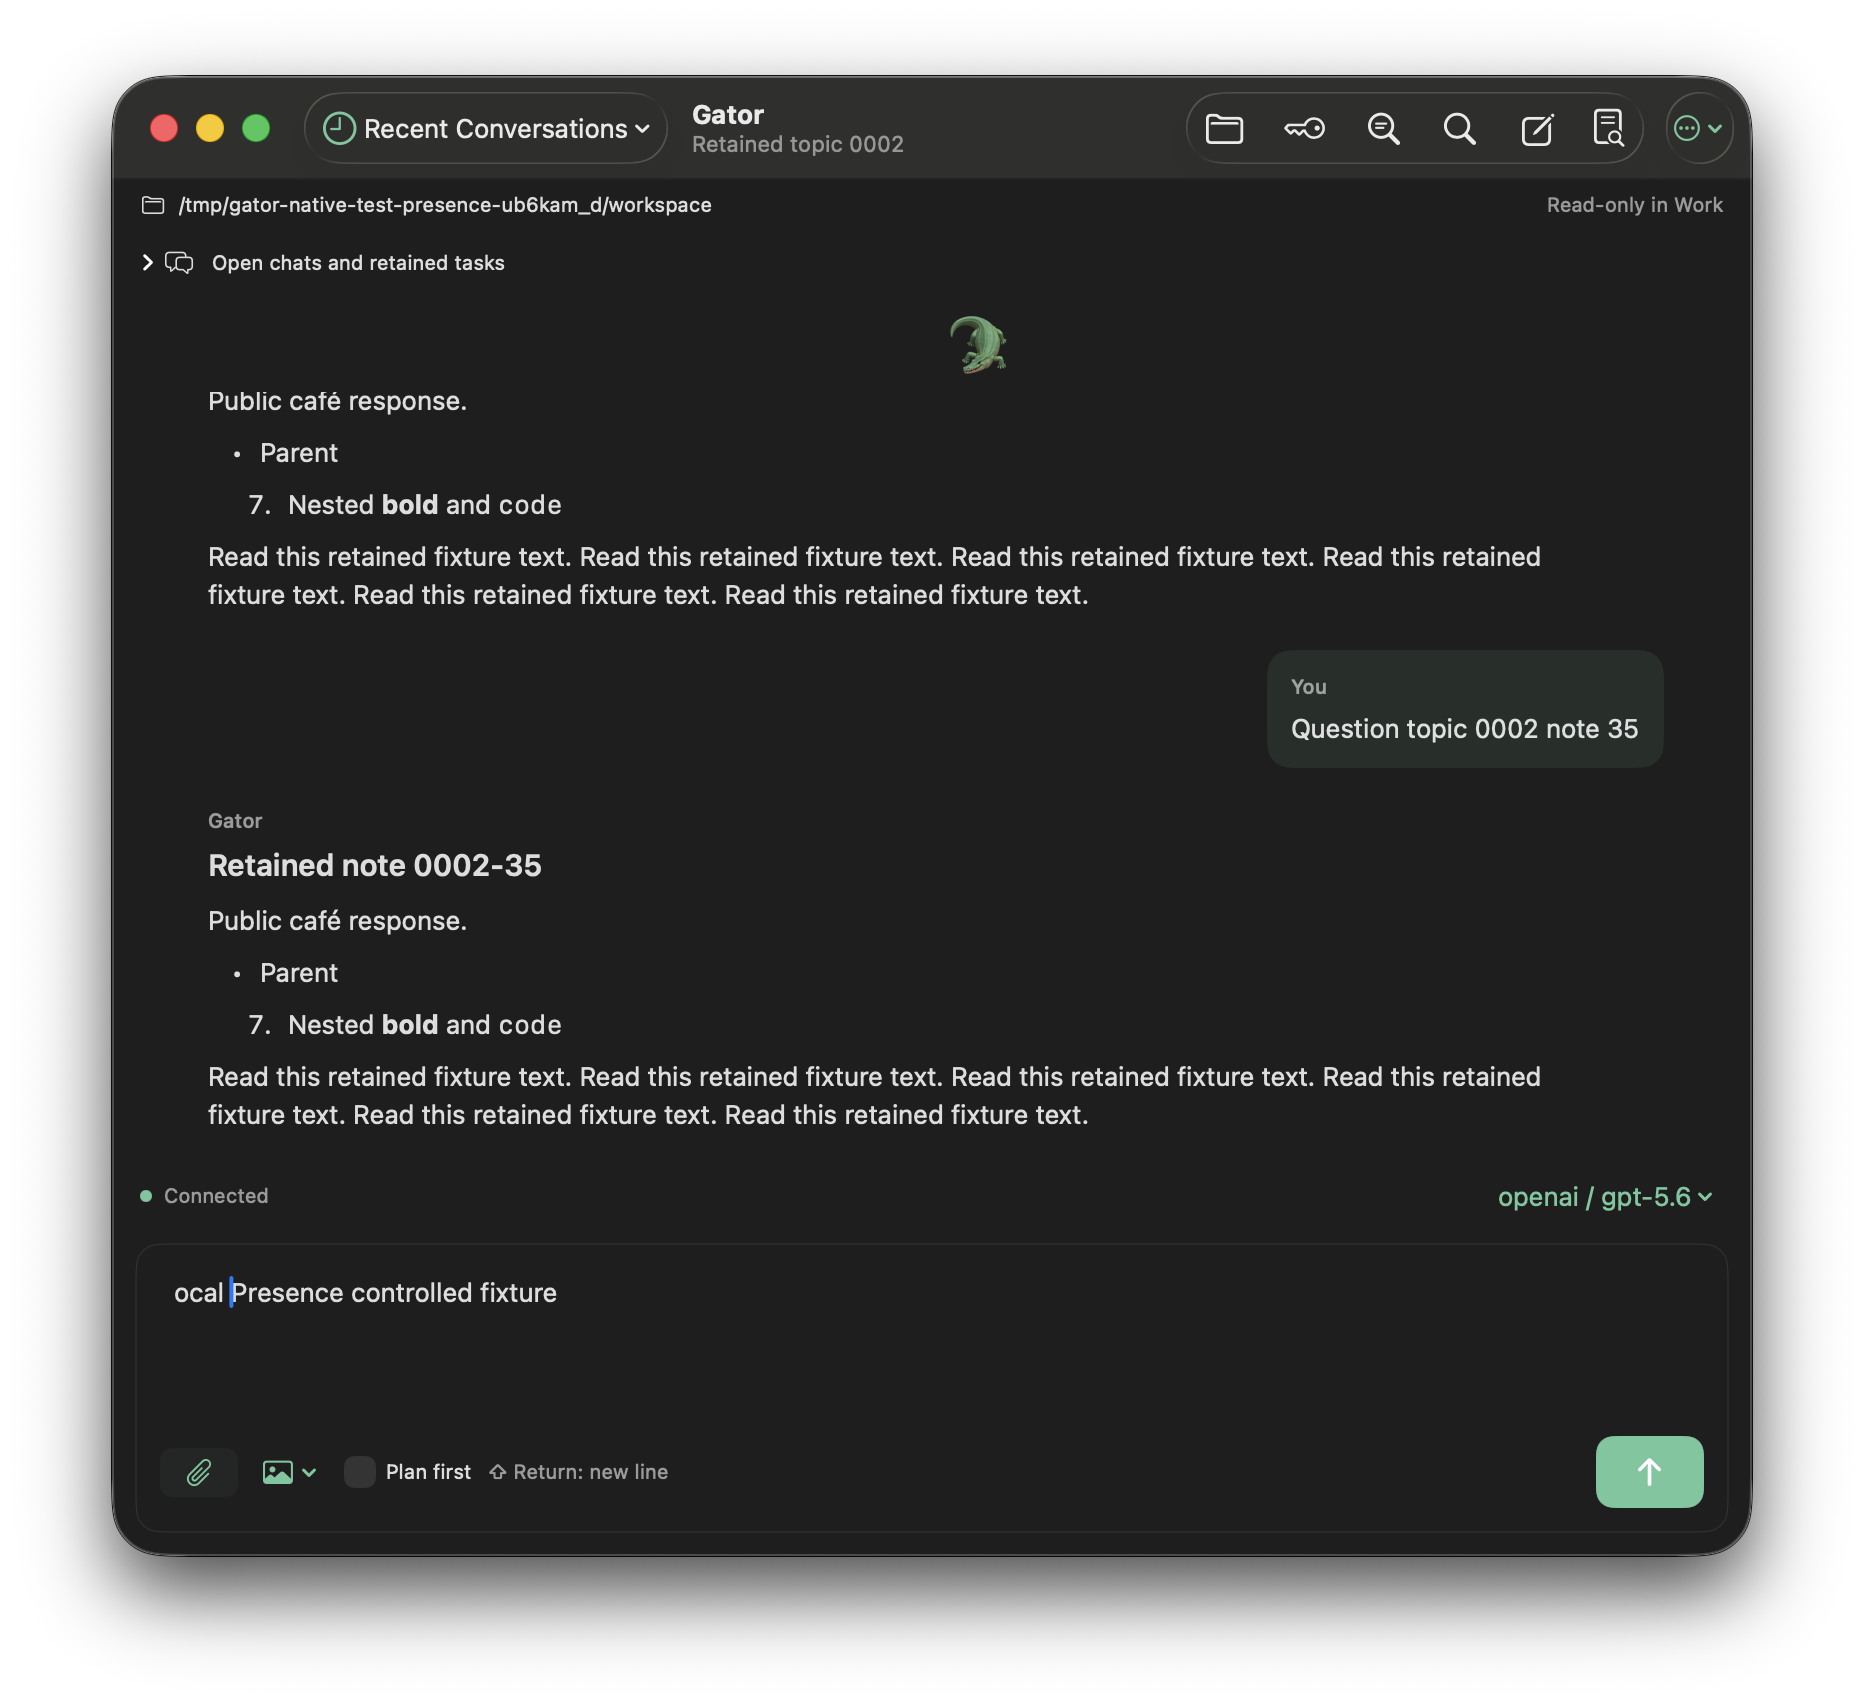 Recent Conversations
Gator
Retained topic 0002
/tmp/gator-native-test-presence-ub6kam_d/workspace
Read-only in Work
Open chats and retained tasks
Public café response.
• Parent
7. Nested bold and code
Read this retained fixture text. Read this retained fixture text. Read this retained fixture text. Read this retained
fixture text. Read this retained fixture text. Read this retained fixture text.
You
Question topic 0002 note 35
Gator
Retained note 0002-35
Public café response.
• Parent
7. Nested bold and code
Read this retained fixture text. Read this retained fixture text. Read this retained fixture text. Read this retained
fixture text. Read this retained fixture text. Read this retained fixture text.
Connected
openai / gpt-5.6
ocal Presence controlled fixture
Plan first
Return: new line